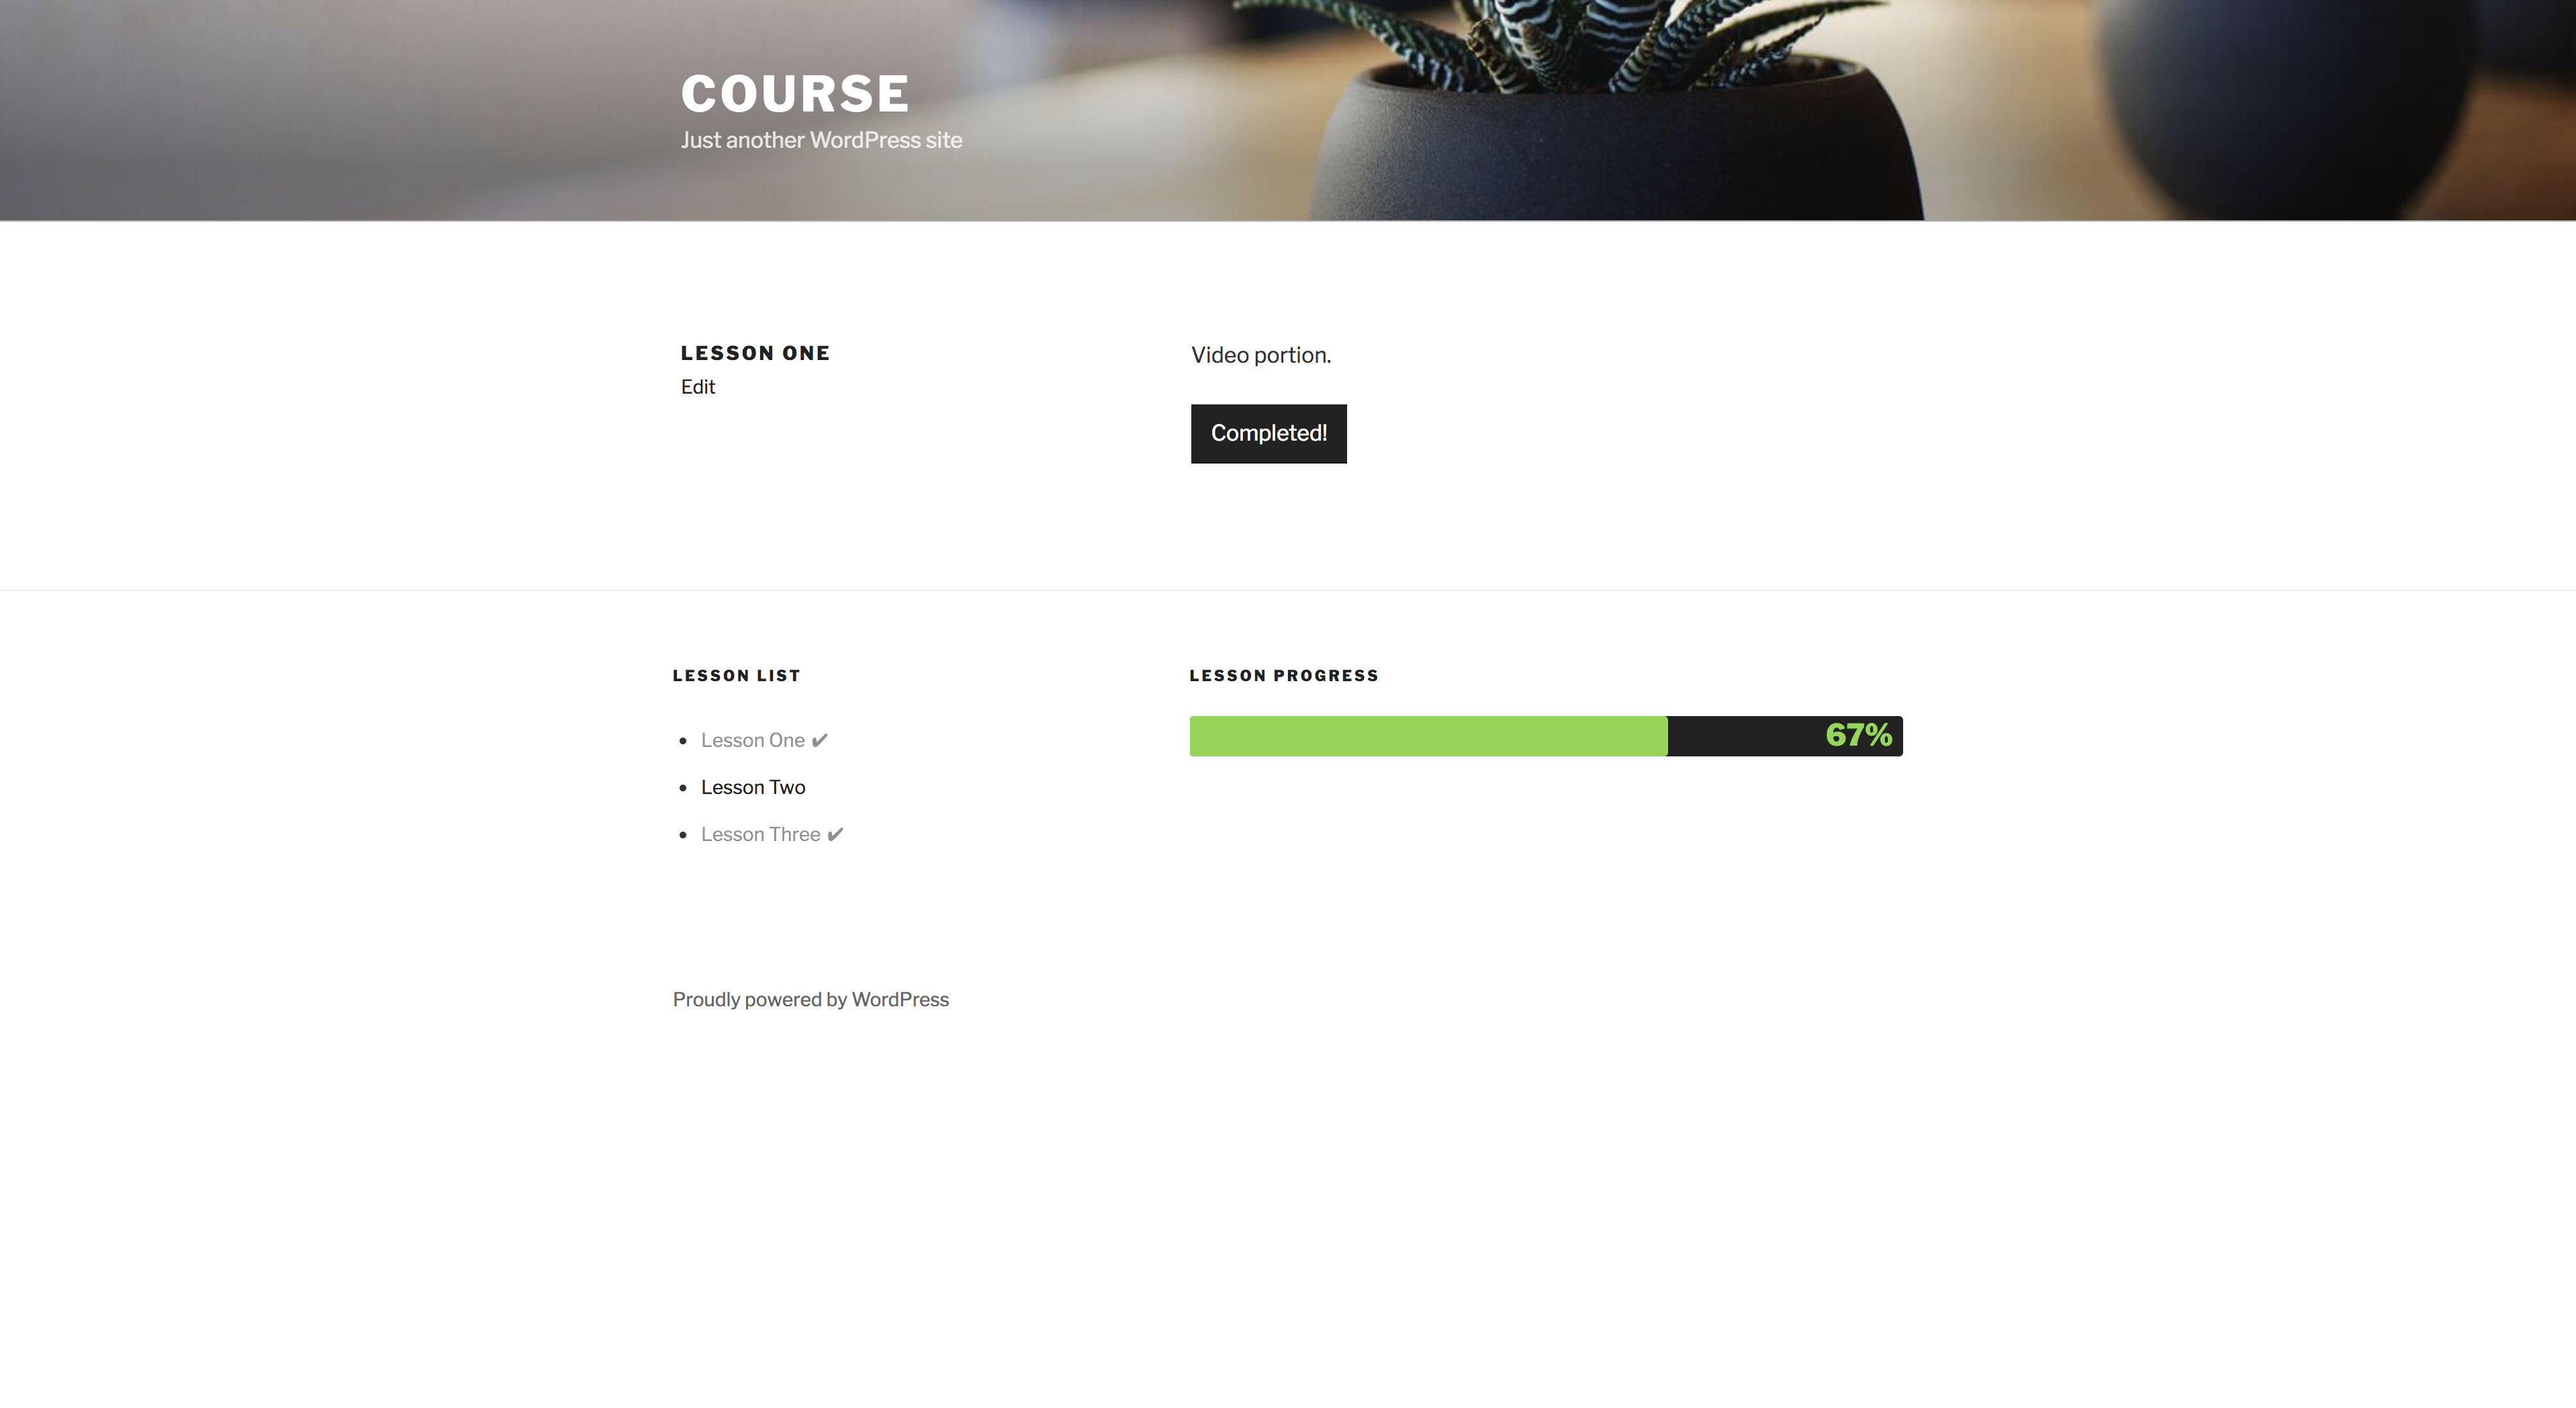 COURSE
Just another WordPress site
LESSON ONE
Edit
Video portion.
Completed!
LESSON LIST
Lesson One ✔
Lesson Two
Lesson Three ✔
LESSON PROGRESS
67%
Proudly powered by WordPress